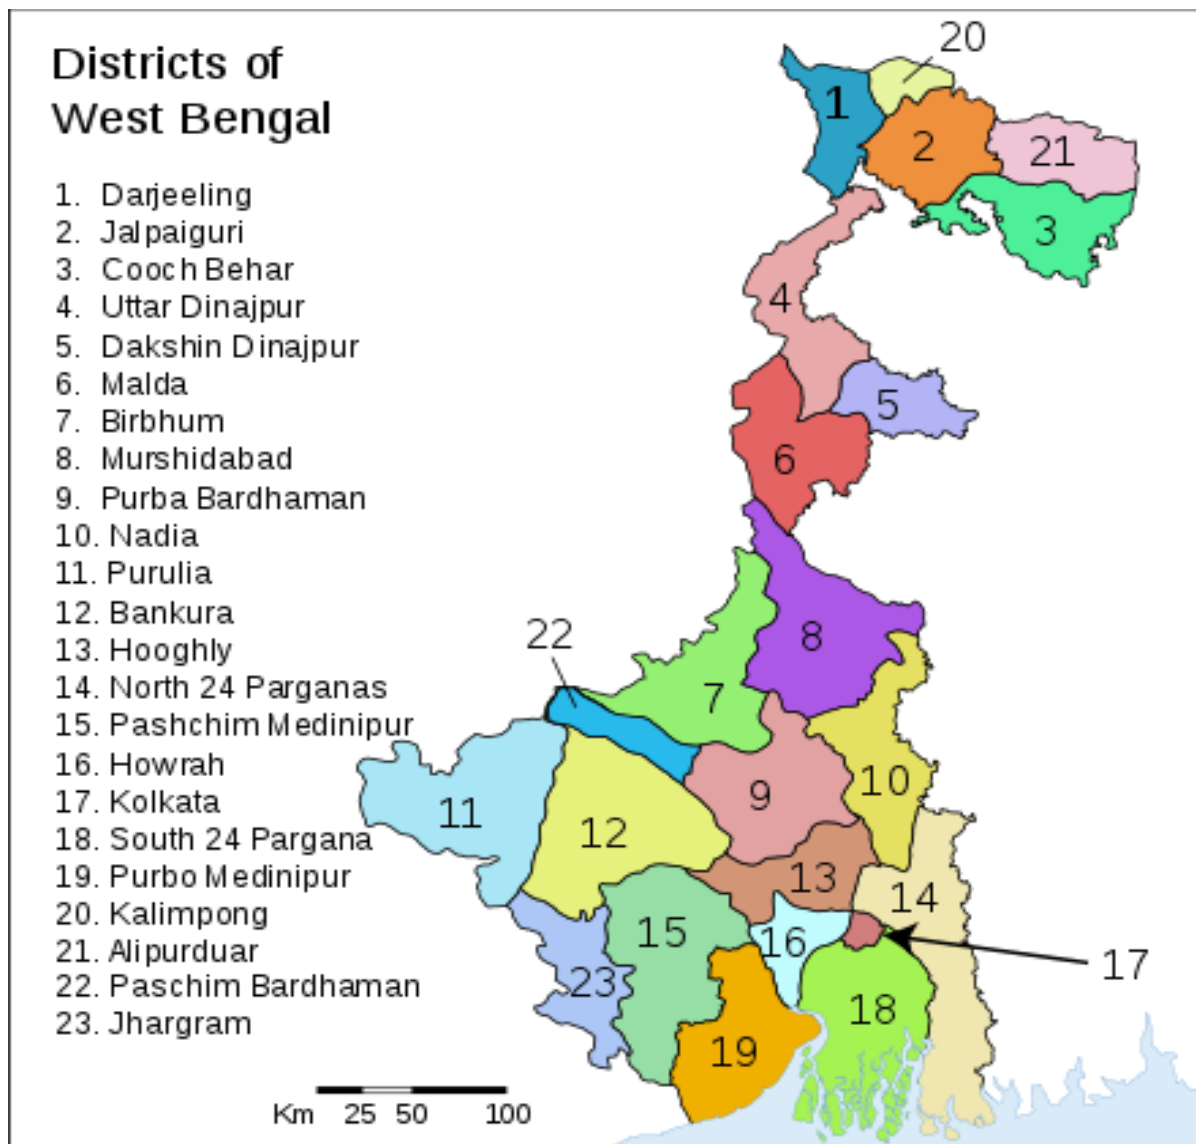 Districts of
West Bengal
1. Darjeeling
2. Jalpaiguri
3. Cooch Behar
4. Uttar Dinajpur
5. Dakshin Dinajpur
6. Malda
7. Birbhum
8. Murshidabad
9. Purba Bardhaman
10. Nadia
11. Purulia
12. Bankura
13. Hooghly
14. North 24 Parganas
15. Pashchim Medinipur
16. Howrah
17. Kolkata
18. South 24 Pargana
19. Purbo Medinipur
20. Kalimpong
21. Alipurduar
22. Paschim Bardhaman
23. Jhargram
20
1
2
21
3
4
5
6
8
22
7
10
9
11
12
13
14
15
16
17
23
18
19
Km 25 50 100